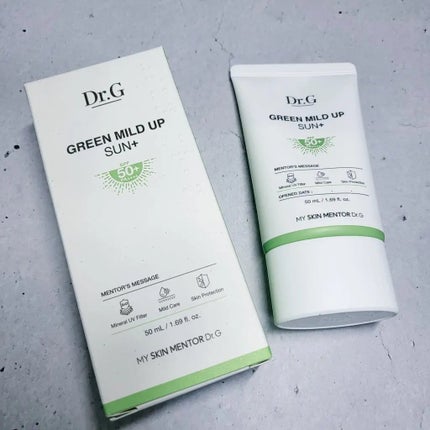 Dr.G
GREEN MILD UP
SUN+
50+
MENTOR'S MESSAGE
Mineral UV Filter
Mild Care
Skin Protection
50 mL / 1.69 fl. oz.
MY SKIN MENTOR Dr.G
Dr.G
GREEN MILD UP
SUN+
50+
MENTOR'S MESSAGE
Mineral UV Filter
Mild Care
Skin Protection
OPENED DATE :
50 mL / 1.69 fl. oz.
MY SKIN MENTOR Dr.G